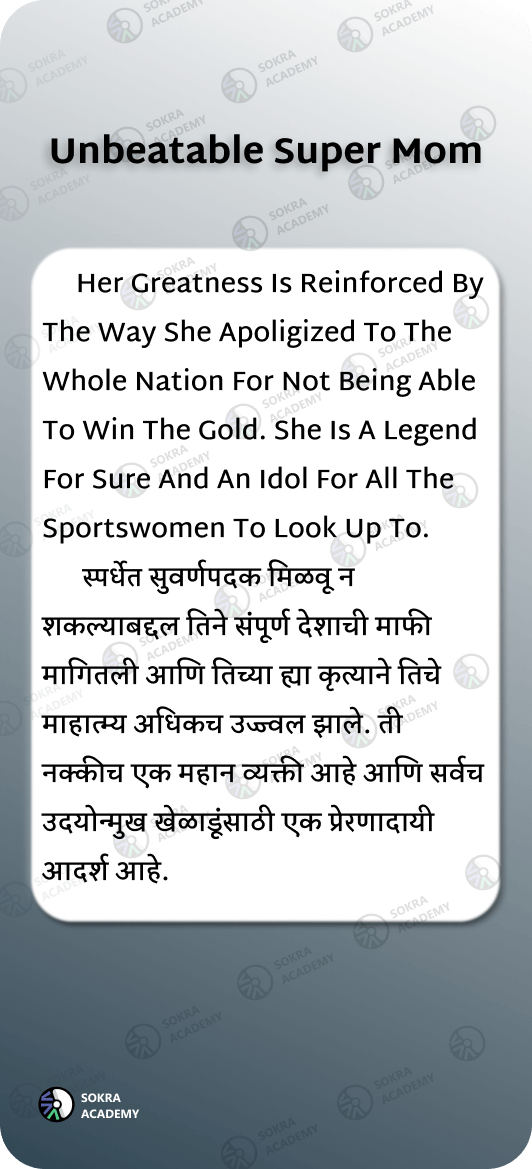 Unbeatable Super Mom
Her Greatness Is Reinforced By
The Way She Apoligized To The
Whole Nation For Not Being Able
To Win The Gold. She Is A Legend
For Sure And An Idol For All The
Sportswomen To Look Up To.
स्पर्धेत सुवर्णपदक मिळवू न
शकल्याबद्दल तिने संपूर्ण देशाची माफी
मागितली आणि तिच्या ह्या कृत्याने तिचे
माहात्म्य अधिकच उज्ज्वल झाले. ती
नक्कीच एक महान व्यक्ती आहे आणि सर्वच
उदयोन्मुख खेळाडूंसाठी एक प्रेरणादायी
आदर्श आहे.
SOKRA
ACADEMY